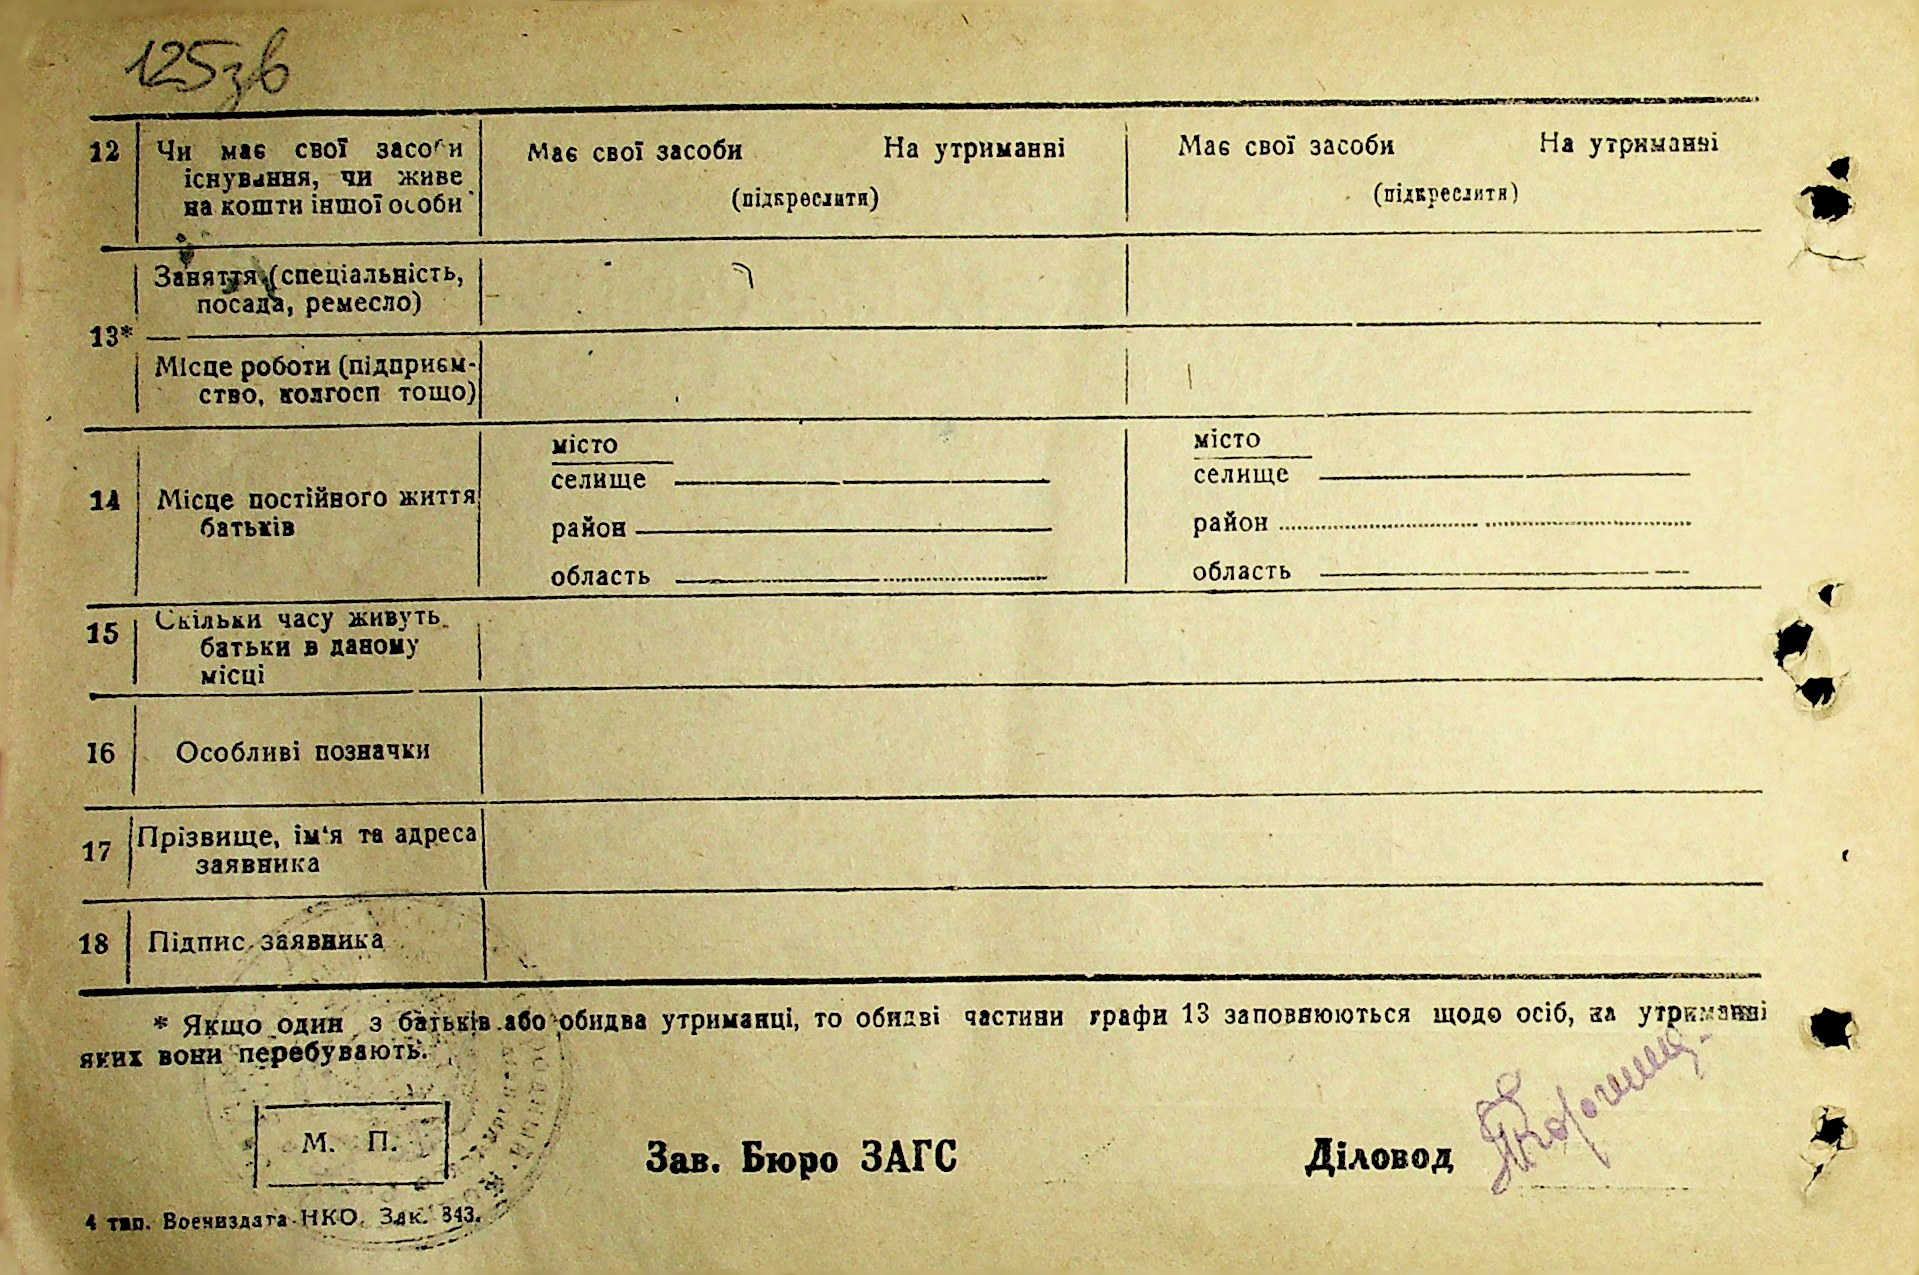 125зв
12 Чи має свої засоби Має свої засоби На утриманні Має свої засоби На утриманні
існування, чи живе (підкреслити) (підкреслити)
на кошти іншої особи
Заняття (спеціальність,
посада, ремесло)
13*
Місце роботи (підприєм-
ство, колгосп тощо)
місто місто
селище селище
14 Місце постійного життя
батьків
район район
область область
15 Скільки часу живуть
батьки в даному
місці
16 Особливі позначки
17 Прізвище, ім'я та адреса
заявника
18 Підпис заявника
* Якщо один з батьків або обидва утриманці, то обидві частини графи 13 заповнюються щодо осіб, на утриманні
яких вони перебувають.
М. П.
Зав. Бюро ЗАГС Діловод
4 тип. Воениздата НКО. Зак. 843.